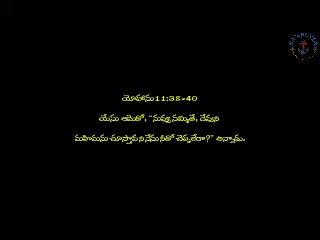 యోహాను 11:38-40
యేసు ఆమెతో, "నువ్వు నమ్మితే, దేవుని
మహిమను చూస్తావని నేను నీతో చెప్పలేదా?" అన్నాడు.